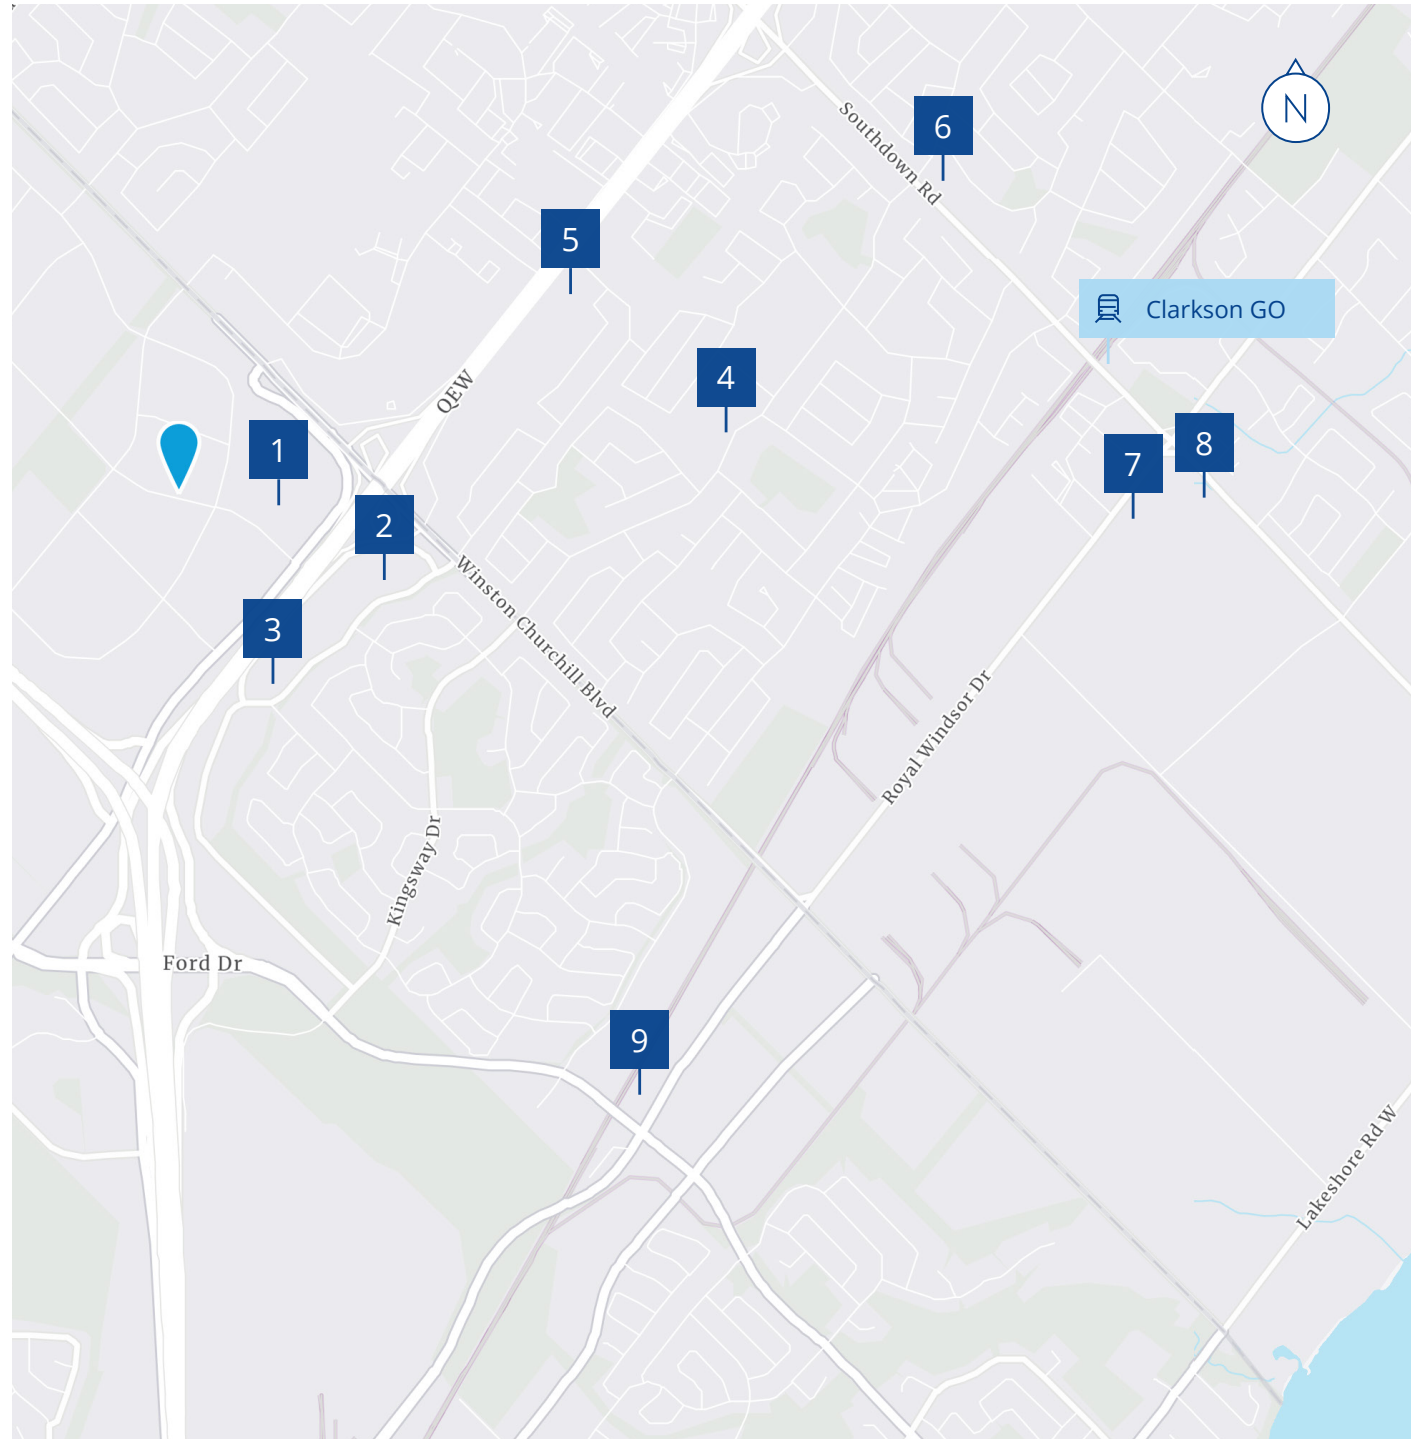 N
Southdown Rd
6
5
Clarkson GO
QEW
4
1
8
7
2
Winston Churchill Blvd
3
Royal Windsor Dr
Kingsway Dr
Ford Dr
9
Lakeshore Rd W